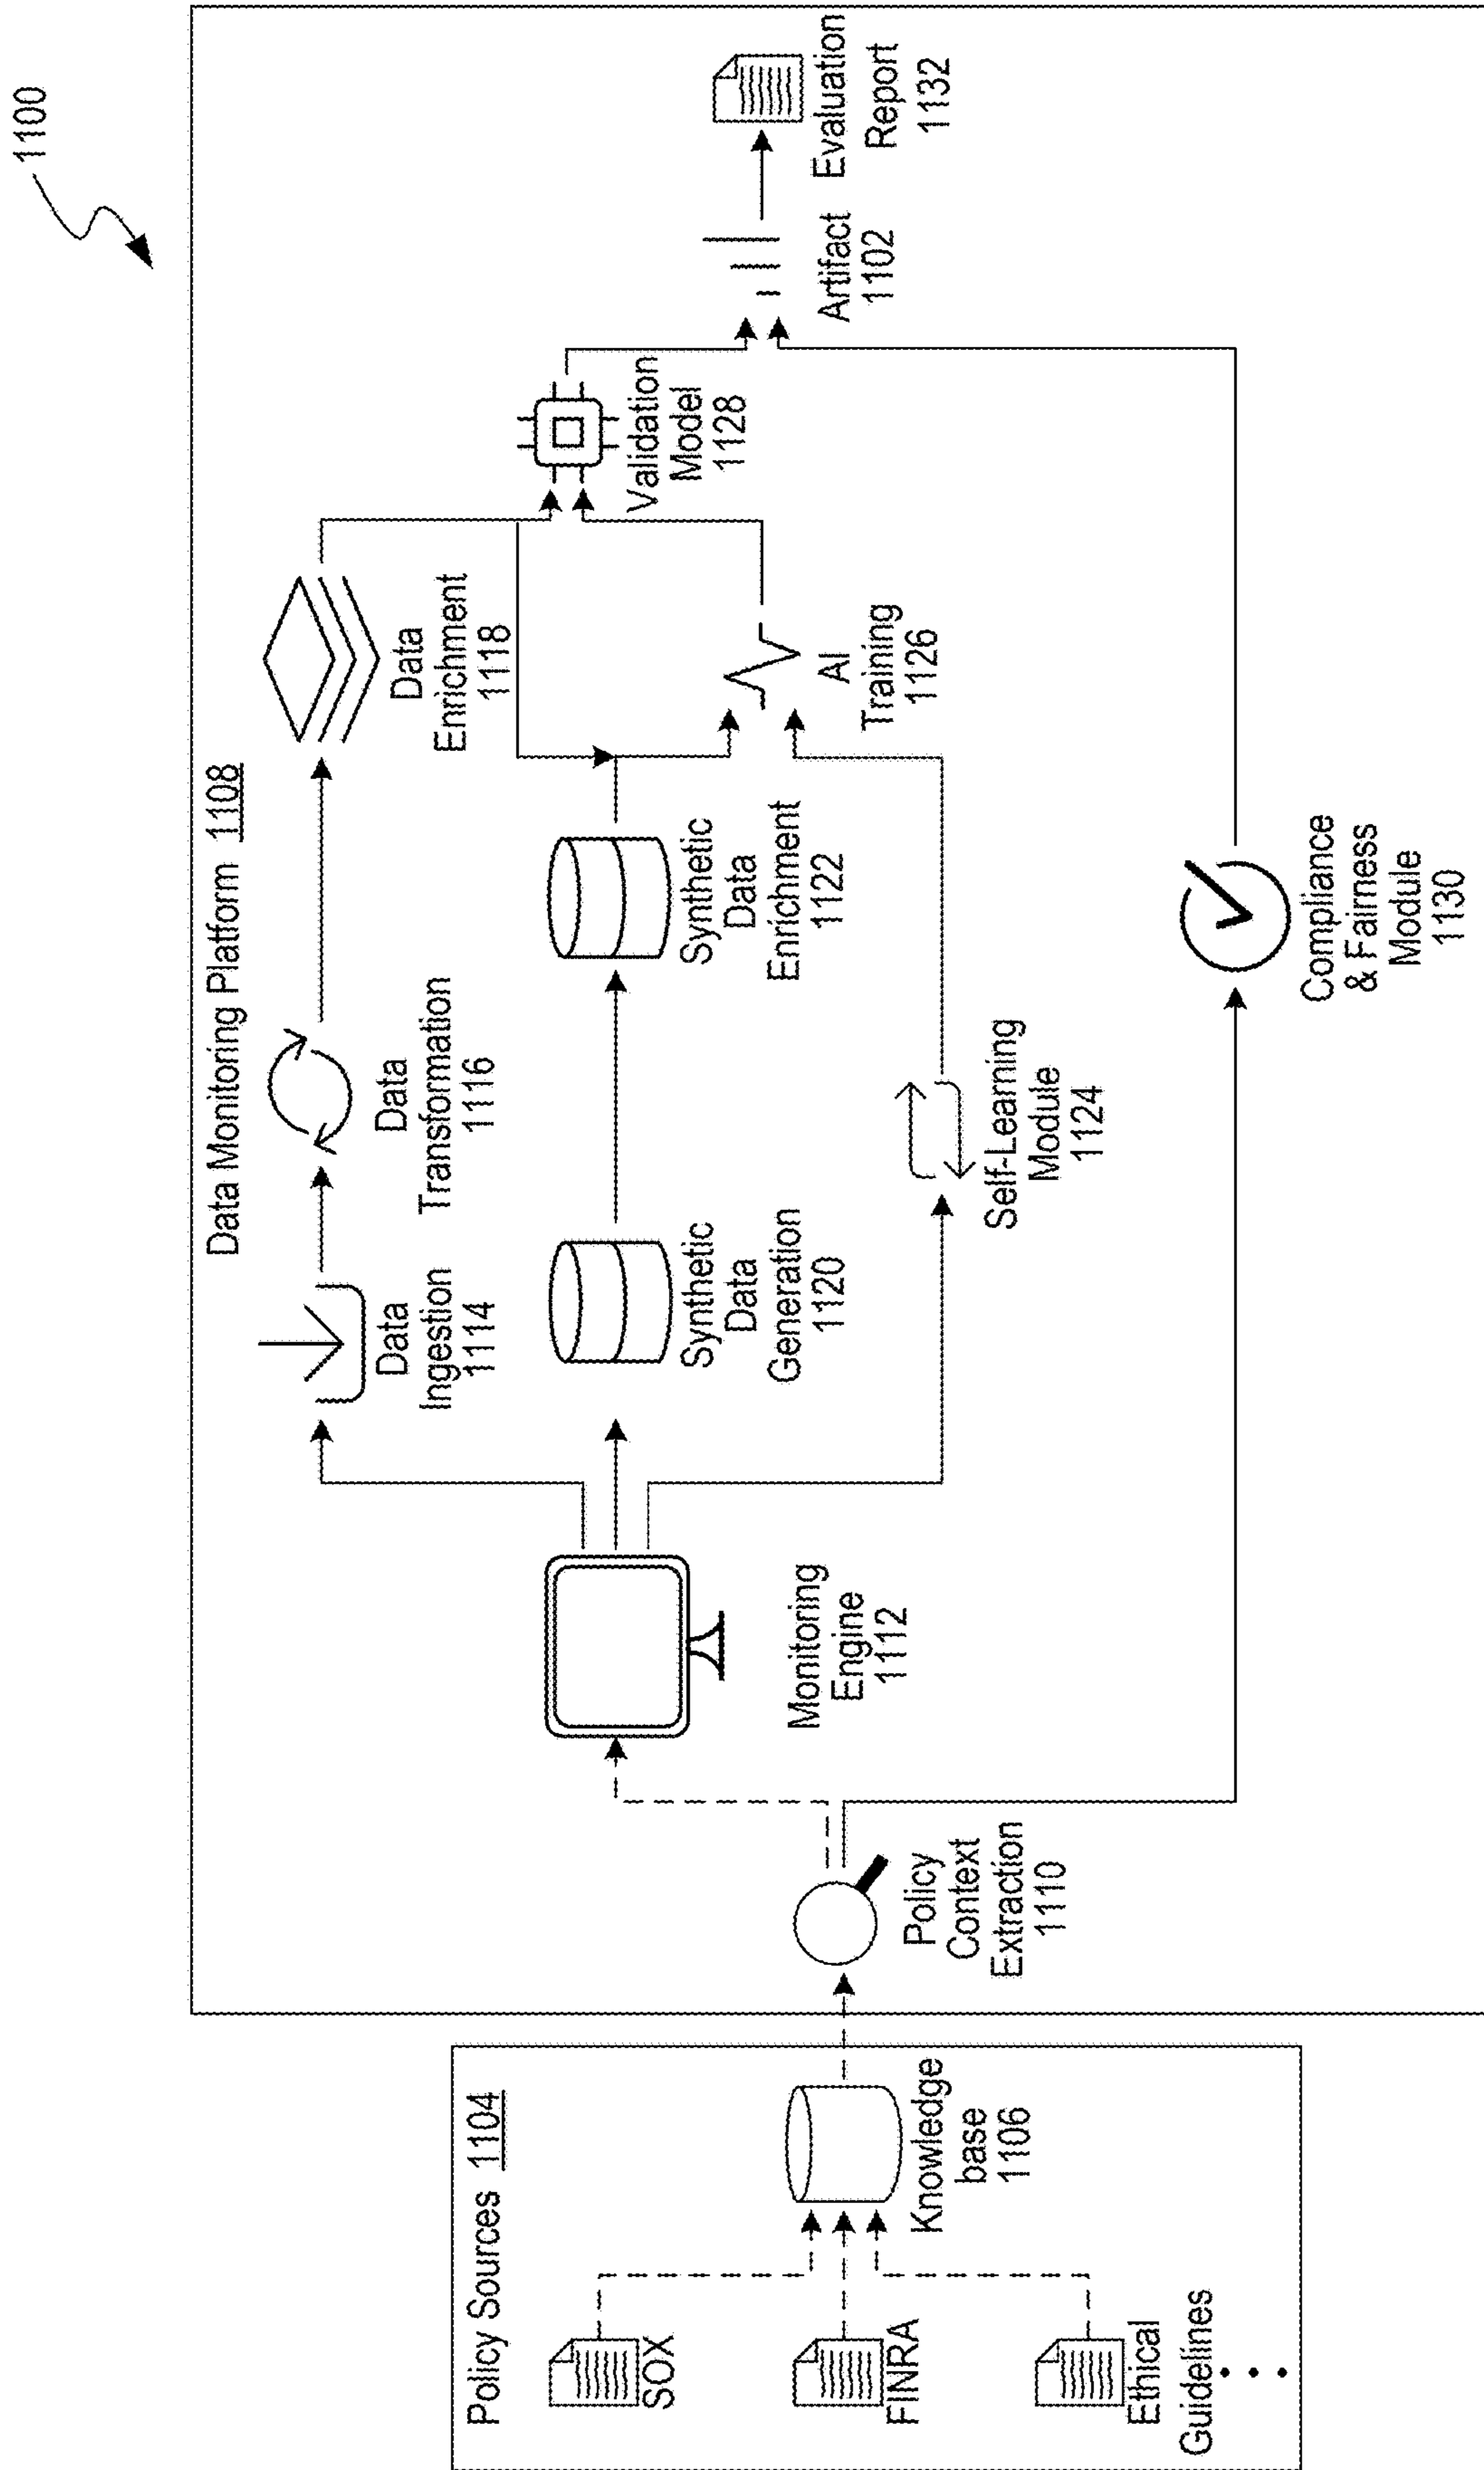 1100
Policy Sources 1104
SOX
FINRA
Ethical
Guidelines
Knowledge
base
1106
Data Monitoring Platform 1108
Policy
Context
Extraction
1110
Monitoring
Engine
1112
Data
Ingestion
1114
Data
Transformation
1116
Data
Enrichment
1118
Synthetic
Data
Generation
1120
Synthetic
Data
Enrichment
1122
Self-Learning
Module
1124
AI
Training
1126
Validation
Model
1128
Compliance
& Fairness
Module
1130
Artifact
1102
Evaluation
Report
1132